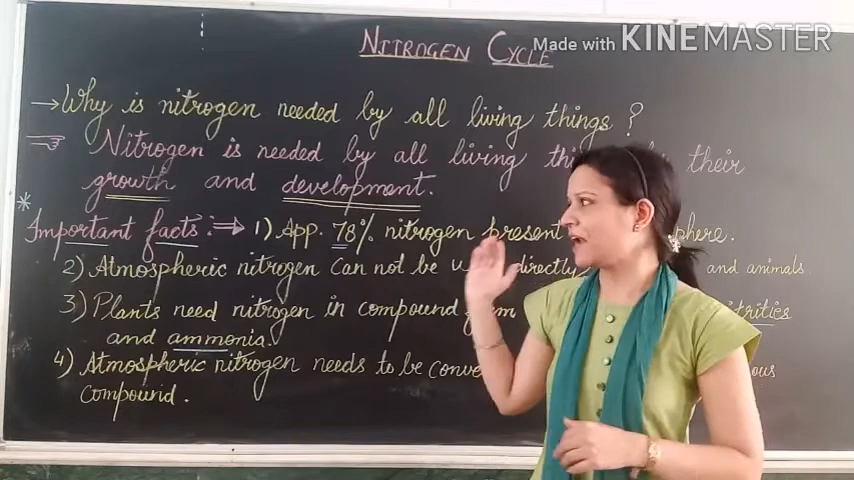 NITROGEN CYCLE
Made with KINEMASTER
→ Why is nitrogen needed by all living things ?
Nitrogen is needed by all living their
growth and development.
* Important facts :⇒ 1) App. 78% nitrogen present
2) Atmospheric nitrogen can not be directly and animals.
3) Plants need nitrogen in compound
and ammonia.
4) Atmospheric nitrogen needs to be
compound.